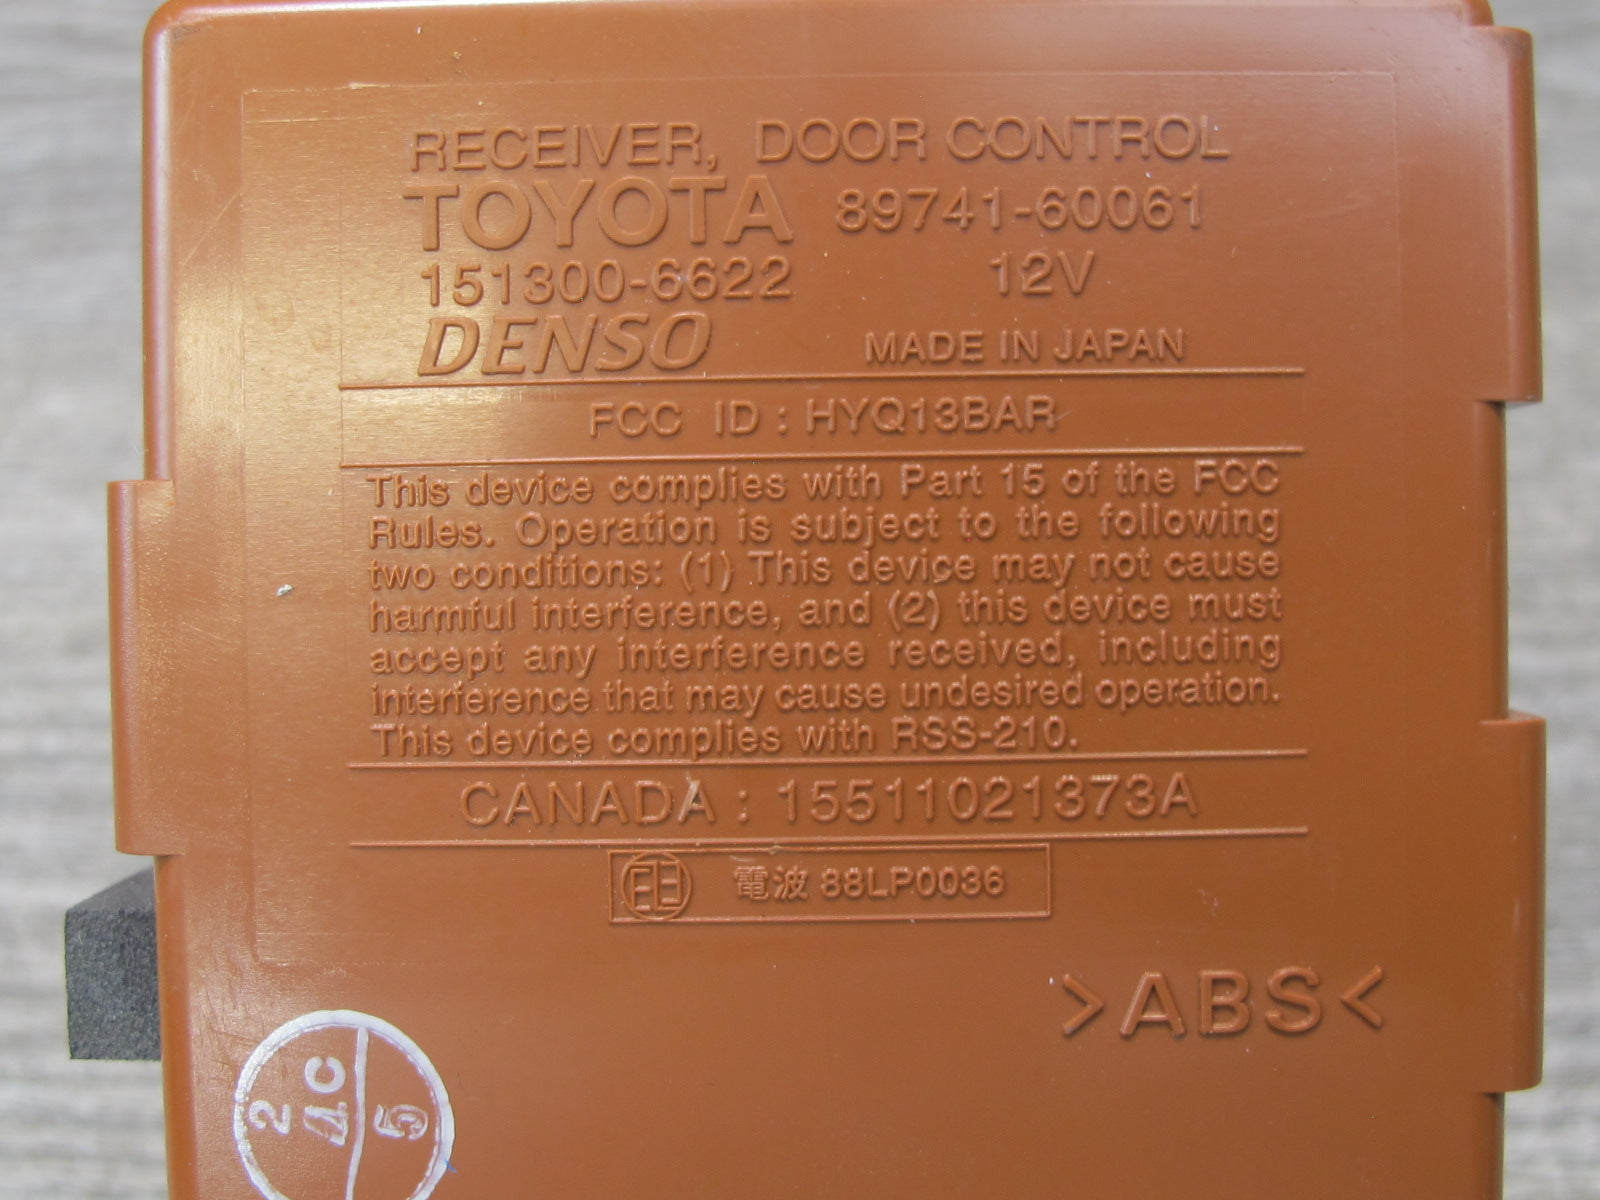 RECEIVER, DOOR CONTROL
TOYOTA 89741-60061
151300-6622 12V
DENSO MADE IN JAPAN
FCC ID : HYQ13BAR
This device complies with Part 15 of the FCC
Rules. Operation is subject to the following
two conditions: (1) This device may not cause
harmful interference, and (2) this device must
accept any interference received, including
interference that may cause undesired operation.
This device complies with RSS-210.
CANADA : 15511021373A
電波 88LP0036
>ABS<
2
4C
5